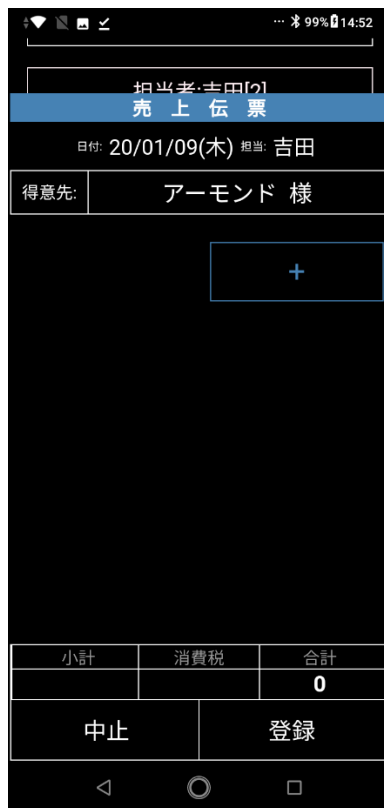 99% 14:52
担当者:吉田[2]
売上伝票
日付: 20/01/09(木) 担当: 吉田
得意先: アーモンド 様
+
小計 消費税 合計
0
中止 登録